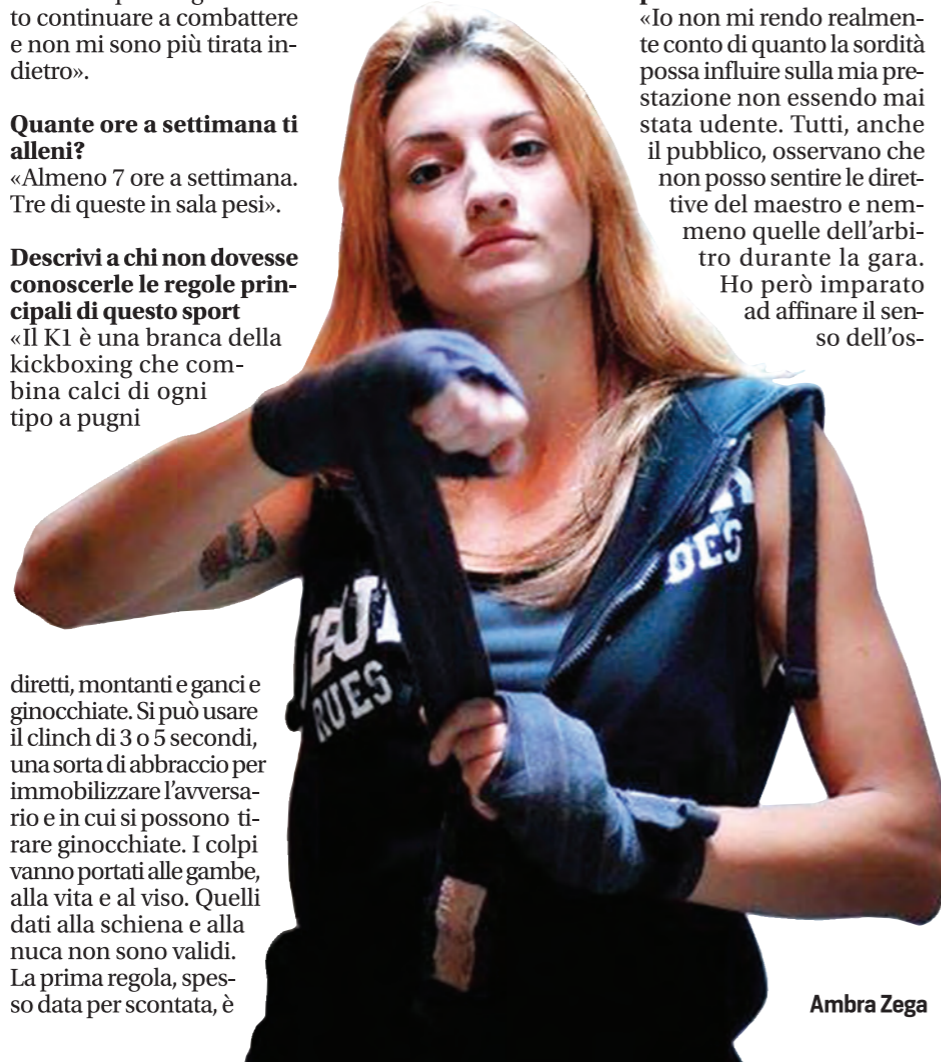 to continuare a combattere
e non mi sono più tirata in-
dietro».
Quante ore a settimana ti
alleni?
«Almeno 7 ore a settimana.
Tre di queste in sala pesi».
Descrivi a chi non dovesse
conoscerle le regole prin-
cipali di questo sport
«Il K1 è una branca della
kickboxing che com-
bina calci di ogni
tipo a pugni
diretti, montanti e ganci e
ginocchiate. Si può usare
il clinch di 3 o 5 secondi,
una sorta di abbraccio per
immobilizzare l'avversa-
rio e in cui si possono ti-
rare ginocchiate. I colpi
vanno portati alle gambe,
alla vita e al viso. Quelli
dati alla schiena e alla
nuca non sono validi.
La prima regola, spes-
so data per scontata, è
«Io non mi rendo realmen-
te conto di quanto la sordità
possa influire sulla mia pre-
stazione non essendo mai
stata udente. Tutti, anche
il pubblico, osservano che
non posso sentire le diret-
tive del maestro e nem-
meno quelle dell'arbi-
tro durante la gara.
Ho però imparato
ad affinare il sen-
so dell'os-
DES
RUES
Ambra Zega